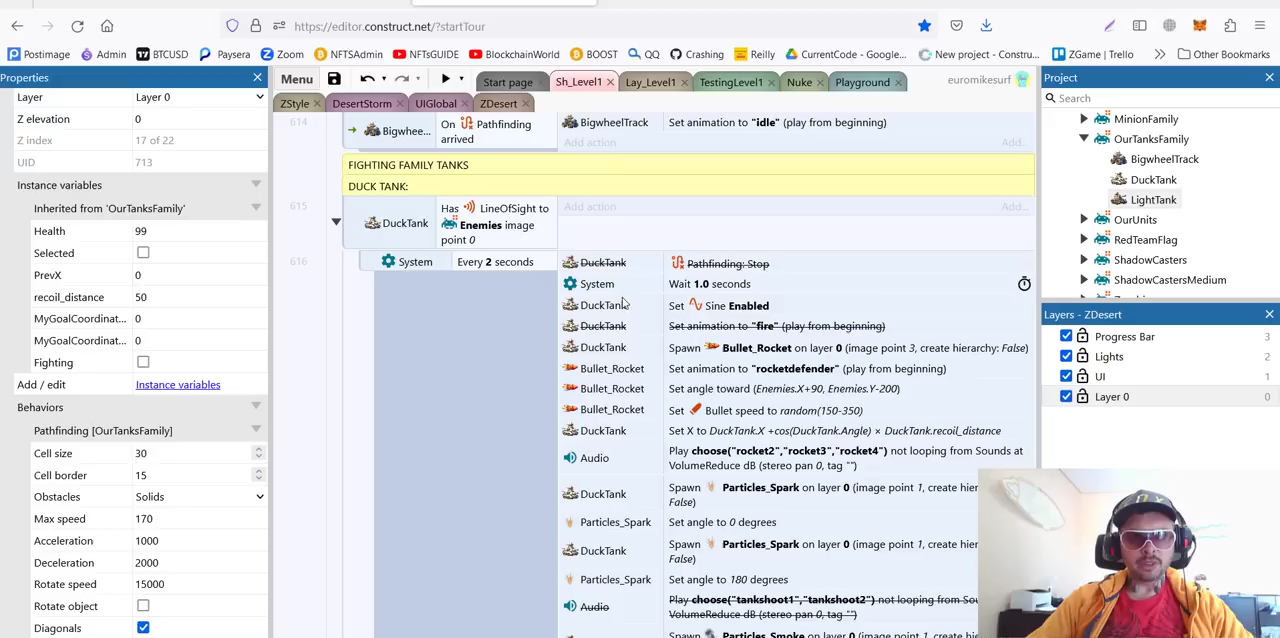 https://editor.construct.net/?startTour
Postimage Admin BTCUSD Paysera Zoom NFTSAdmin NFTsGUIDE BlockchainWorld BOOST QQ Crashing Reilly CurrentCode - Google... New project - Constru... ZGame | Trello Other Bookmarks
Properties
Menu
Start page Sh_Level1 Lay_Level1 TestingLevel1 Nuke Playground
euromikesurf
Project
ZStyle DesertStorm UIGlobal ZDesert
Search
Layer Layer 0
Z elevation 0
Z index 17 of 22
UID 713
Instance variables
Inherited from 'OurTanksFamily'
Health 99
Selected
PrevX 0
recoil_distance 50
MyGoalCoordinat... 0
MyGoalCoordinat... 0
Fighting
Add / edit Instance variables
Behaviors
Pathfinding [OurTanksFamily]
Cell size 30
Cell border 15
Obstacles Solids
Max speed 170
Acceleration 1000
Deceleration 2000
Rotate speed 15000
Rotate object
Diagonals
614
Bigwhee... On Pathfinding arrived
BigwheelTrack Set animation to "idle" (play from beginning)
Add action Add...
FIGHTING FAMILY TANKS
DUCK TANK:
615
DuckTank Has LineOfSight to
Enemies image
point 0
Add action Add...
616
System Every 2 seconds
DuckTank Pathfinding: Stop
System Wait 1.0 seconds
DuckTank Set Sine Enabled
DuckTank Set animation to "fire" (play from beginning)
DuckTank Spawn Bullet_Rocket on layer 0 (image point 3, create hierarchy: False)
Bullet_Rocket Set animation to "rocketdefender" (play from beginning)
Bullet_Rocket Set angle toward (Enemies.X+90, Enemies.Y-200)
Bullet_Rocket Set Bullet speed to random(150-350)
DuckTank Set X to DuckTank.X +cos(DuckTank.Angle) × DuckTank.recoil_distance
Audio Play choose("rocket2","rocket3","rocket4") not looping from Sounds at
VolumeReduce dB (stereo pan 0, tag "")
DuckTank Spawn Particles_Spark on layer 0 (image point 1, create hier
False)
Particles_Spark Set angle to 0 degrees
DuckTank Spawn Particles_Spark on layer 0 (image point 1, create hier
False)
Particles_Spark Set angle to 180 degrees
Audio Play choose("tankshoot1","tankshoot2") not looping from Sou
VolumeReduce dB (stereo pan 0, tag "")
Spawn Particles_Smoke on layer 0 (image point 1, create hie
MinionFamily
OurTanksFamily
BigwheelTrack
DuckTank
LightTank
OurUnits
RedTeamFlag
ShadowCasters
ShadowCastersMedium
Layers - ZDesert
Progress Bar 3
Lights 2
UI 1
Layer 0 0